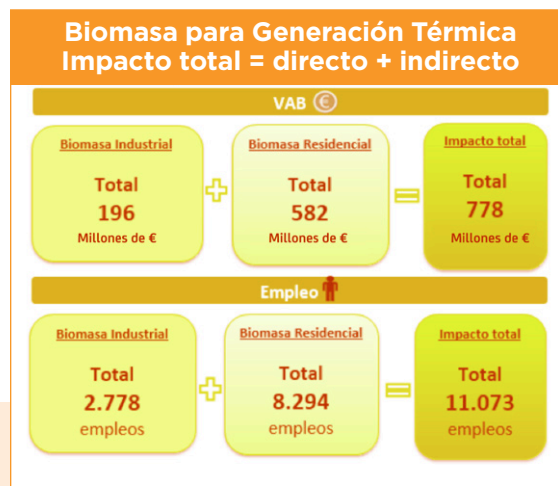 Biomasa para Generación Térmica
Impacto total = directo + indirecto
VAB €
Biomasa Industrial
Total
196
Millones de €
+
Biomasa Residencial
Total
582
Millones de €
=
Impacto total
Total
778
Millones de €
Empleo
Biomasa Industrial
Total
2.778
empleos
+
Biomasa Residencial
Total
8.294
empleos
=
Impacto total
Total
11.073
empleos